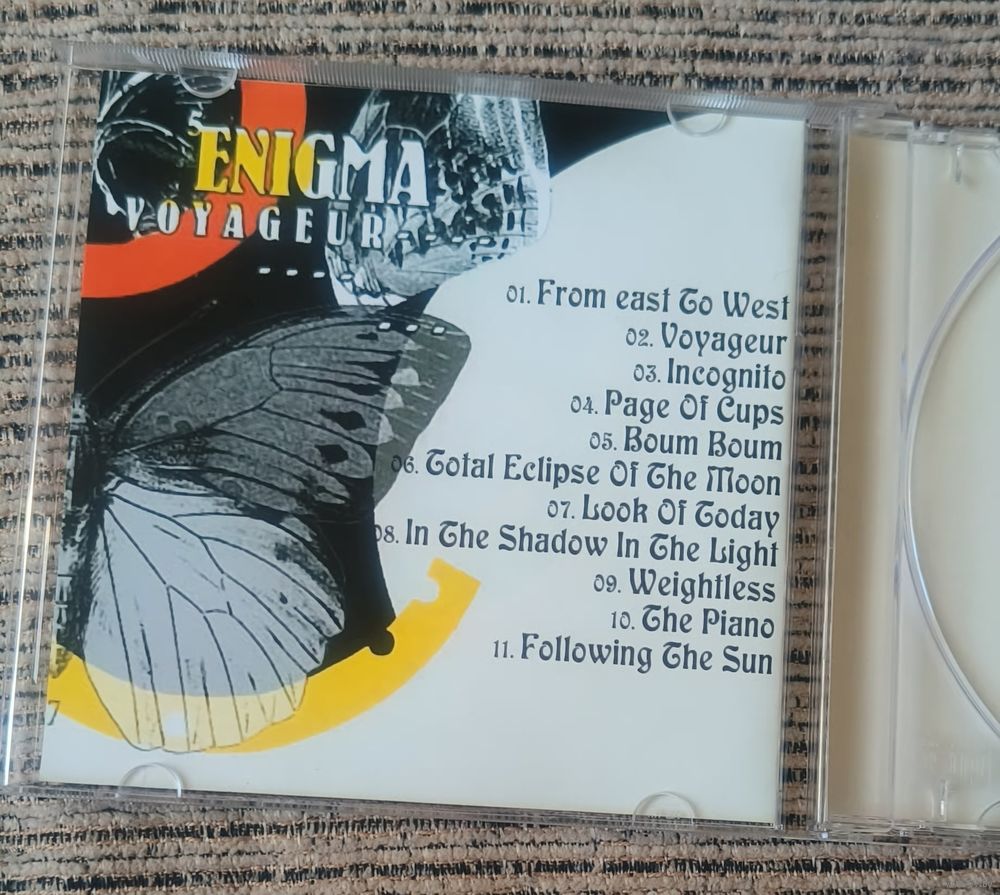 5
ENIGMA
VOYAGEUR
01. From east To West
02. Voyageur
03. Incognito
04. Page Of Cups
05. Boum Boum
06. Total Eclipse Of The Moon
07. Look Of Today
08. In The Shadow In The Light
09. Weightless
10. The Piano
11. Following The Sun
7